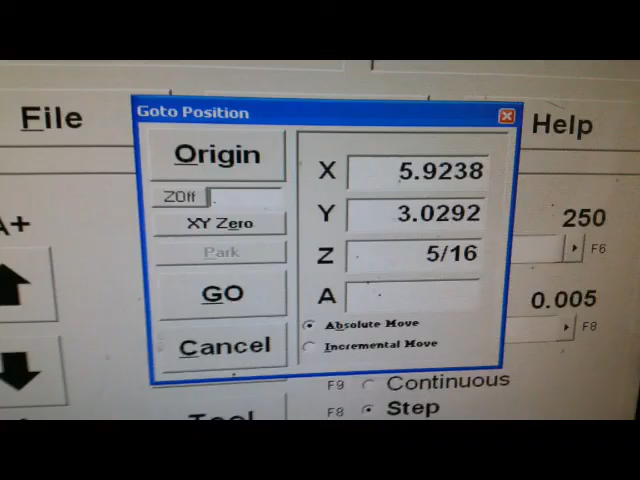 File
Goto Position
Help
Origin
X 5.9238
ZOff
XY Zero
Y 3.0292
250
A+
Park
Z 5/16
F6
GO
A
0.005
Absolute Move
F8
Cancel
Incremental Move
F9 Continuous
Tool
F8 Step